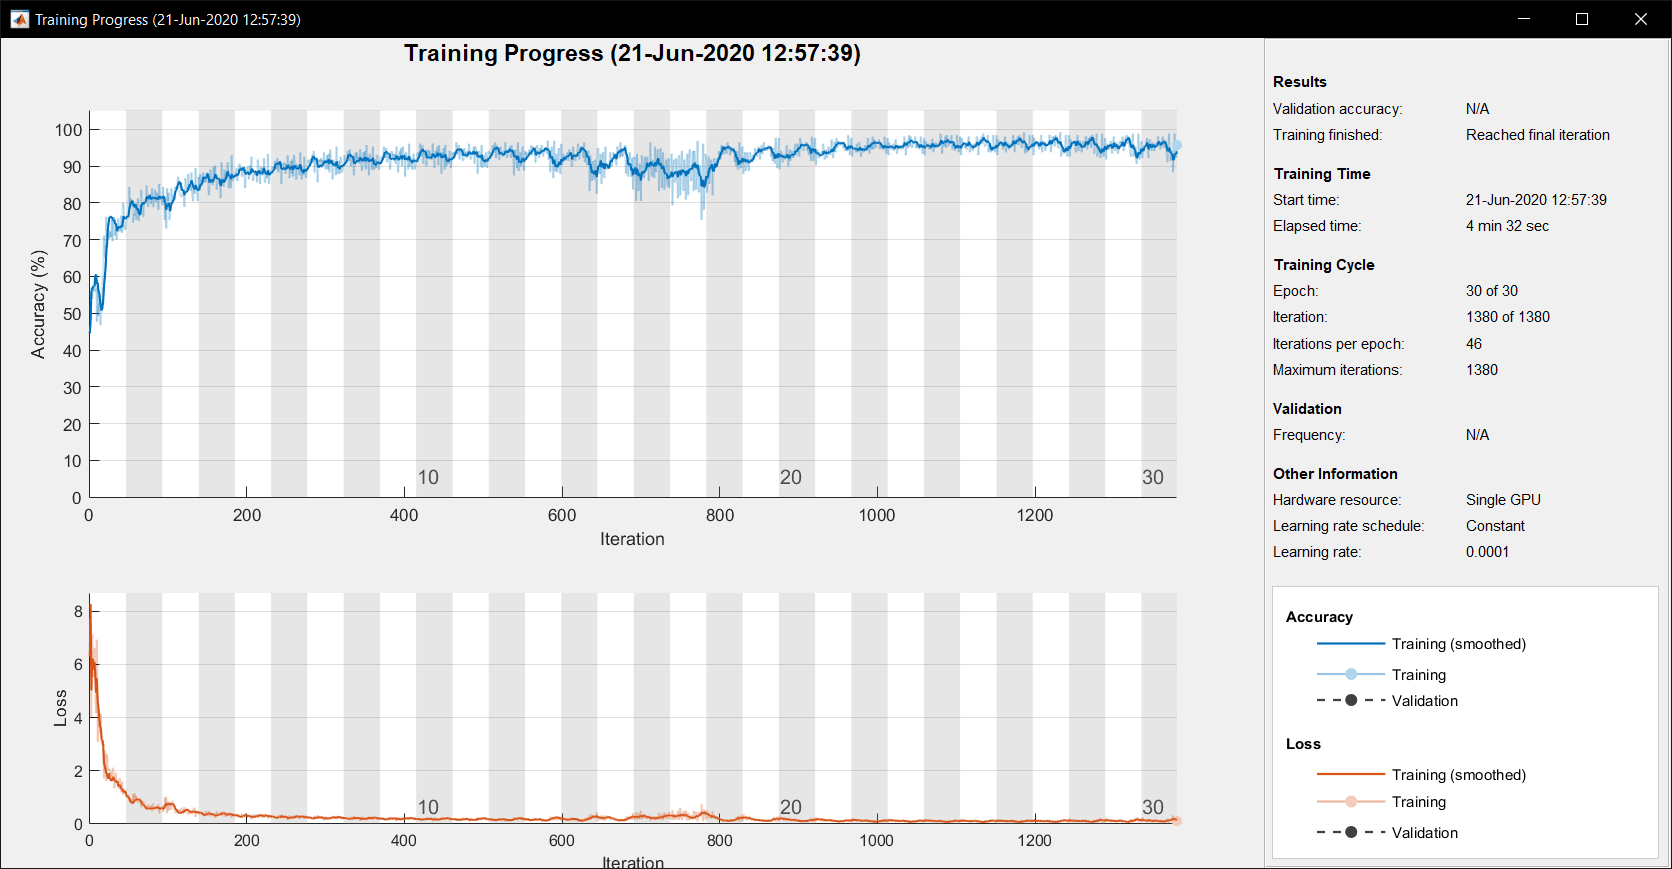 Training Progress (21-Jun-2020 12:57:39)
Training Progress (21-Jun-2020 12:57:39)
Accuracy (%)
100
90
80
70
60
50
40
30
20
10
0
10
20
30
0 200 400 600 800 1000 1200
Iteration
Loss
8
6
4
2
0
10
20
30
0 200 400 600 800 1000 1200
Iteration
Results
Validation accuracy: N/A
Training finished: Reached final iteration
Training Time
Start time: 21-Jun-2020 12:57:39
Elapsed time: 4 min 32 sec
Training Cycle
Epoch: 30 of 30
Iteration: 1380 of 1380
Iterations per epoch: 46
Maximum iterations: 1380
Validation
Frequency: N/A
Other Information
Hardware resource: Single GPU
Learning rate schedule: Constant
Learning rate: 0.0001
Accuracy
Training (smoothed)
Training
Validation
Loss
Training (smoothed)
Training
Validation